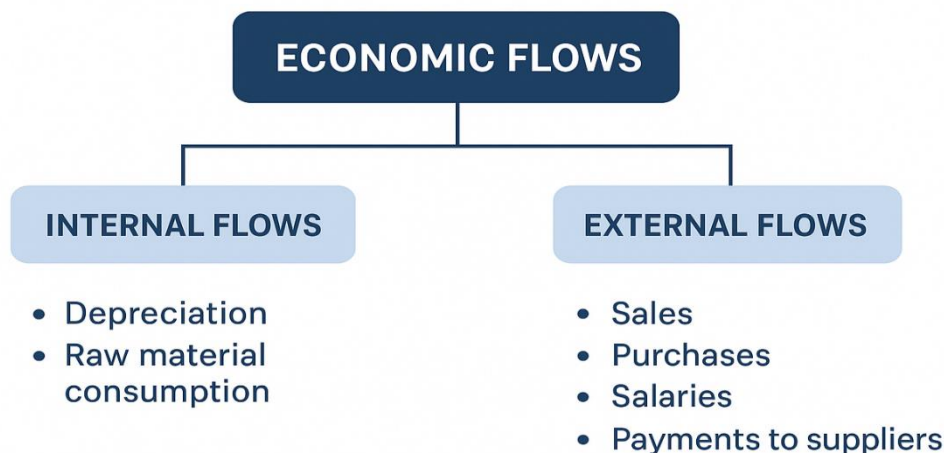 ECONOMIC FLOWS
INTERNAL FLOWS
• Depreciation
• Raw material
consumption
EXTERNAL FLOWS
• Sales
• Purchases
• Salaries
• Payments to suppliers